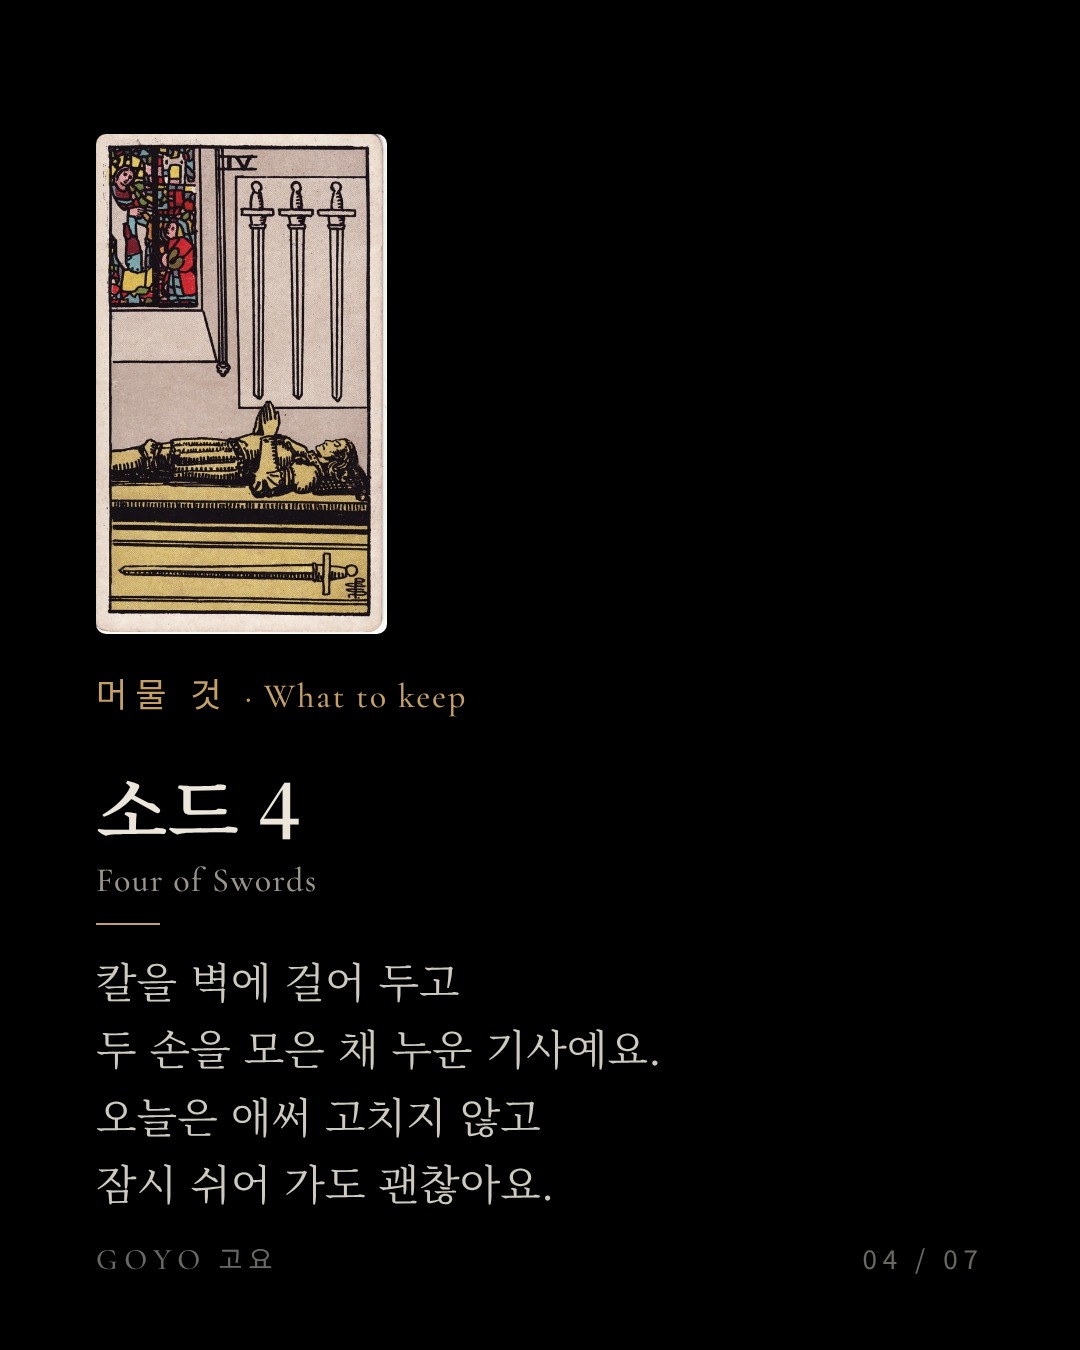 IV
머물 것 · What to keep
소드 4
Four of Swords
칼을 벽에 걸어 두고
두 손을 모은 채 누운 기사예요.
오늘은 애써 고치지 않고
잠시 쉬어 가도 괜찮아요.
GOYO 고요
04 / 07